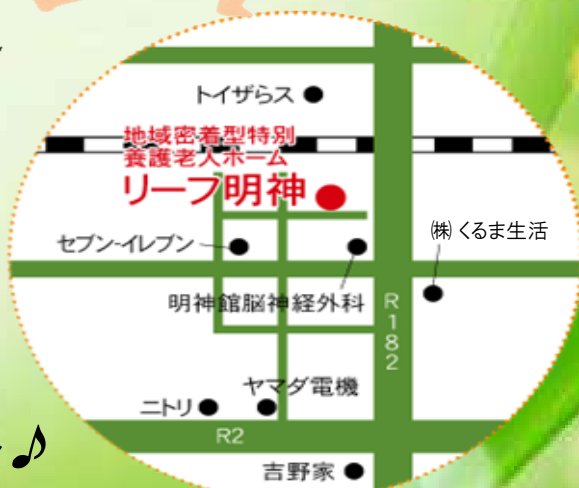 トイザらス
地域密着型特別
養護老人ホーム
リーフ明神
セブン-イレブン
㈱くるま生活
明神館脳神経外科
R182
ヤマダ電機
ニトリ
R2
吉野家
♪